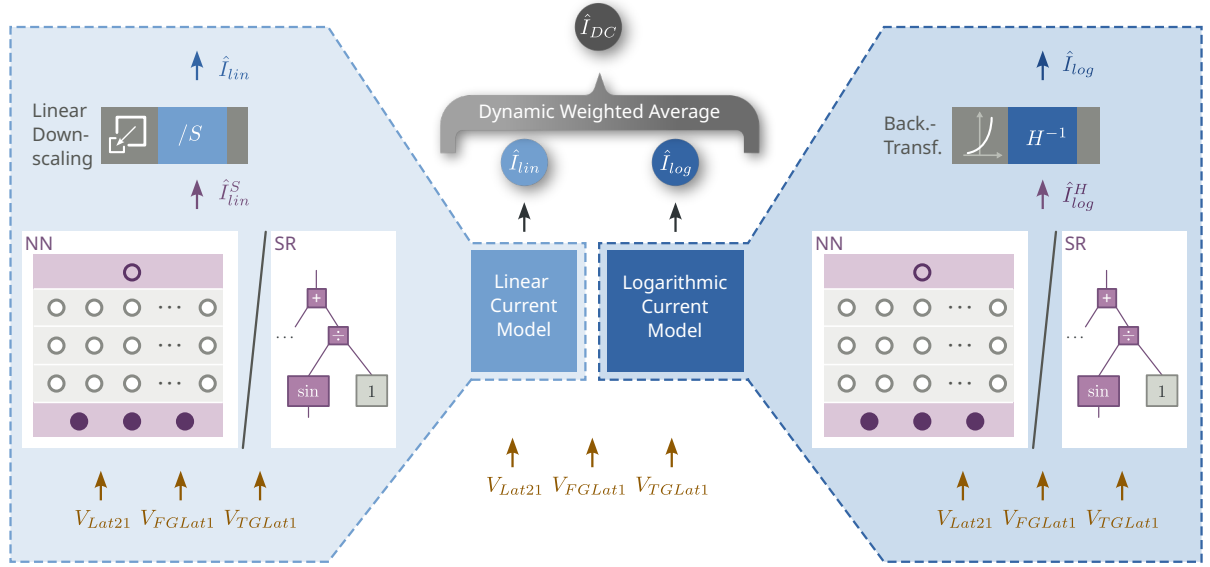 Î_DC
Dynamic Weighted Average
Î_lin
Î_log
Linear
Current
Model
Logarithmic
Current
Model
V_Lat21 V_FGLat1 V_TGLat1
Î_lin
Linear
Down-
scaling
/S
Î^S_lin
NN
SR
+
...
÷
...
...
sin 1
...
V_Lat21 V_FGLat1 V_TGLat1
Î_log
Back.-
Transf.
H^−1
Î^H_log
NN
SR
+
...
÷
...
...
sin 1
...
V_Lat21 V_FGLat1 V_TGLat1